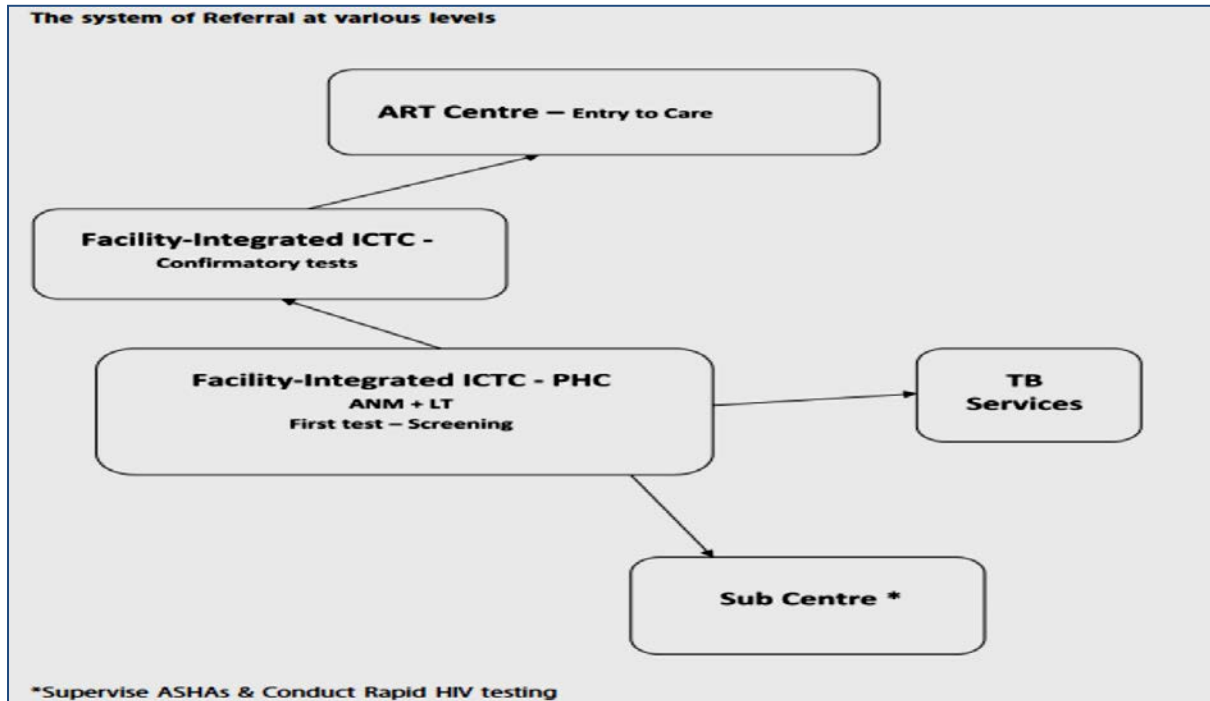 The system of Referral at various levels
ART Centre – Entry to Care
Facility-Integrated ICTC -
Confirmatory tests
Facility-Integrated ICTC - PHC
ANM + LT
First test – Screening
TB
Services
Sub Centre *
*Supervise ASHAs & Conduct Rapid HIV testing